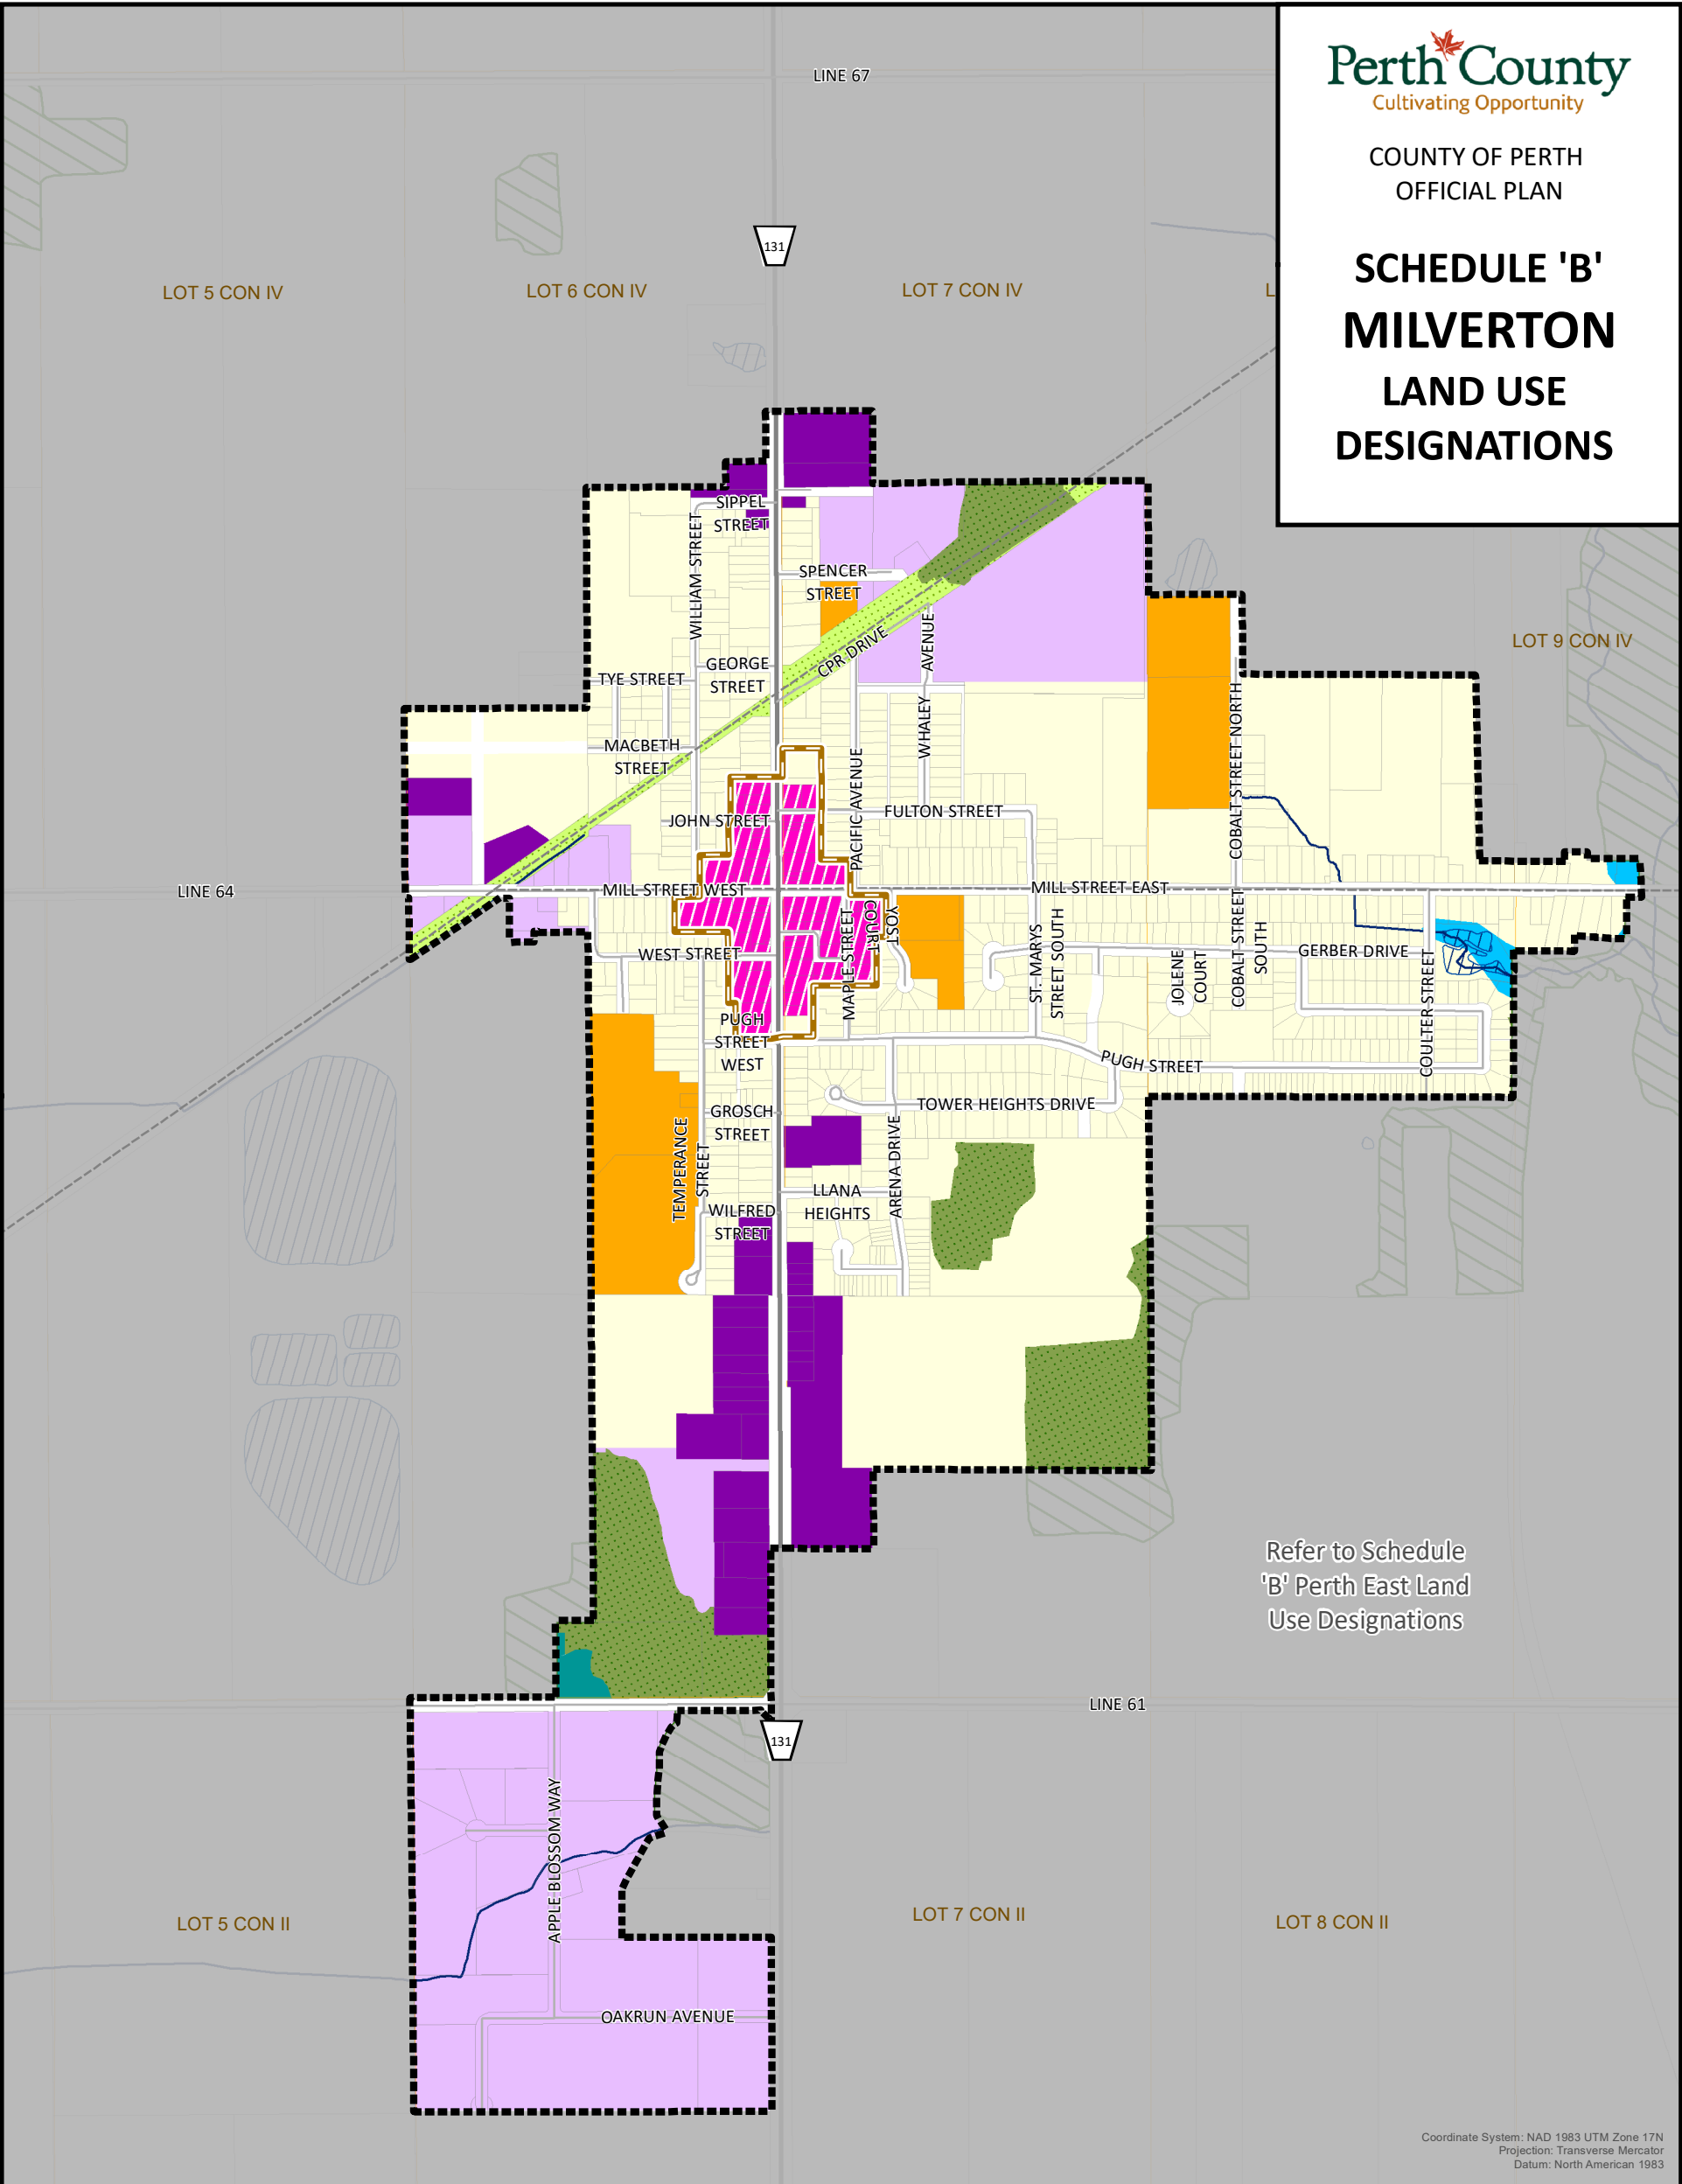 Perth County
Cultivating Opportunity
COUNTY OF PERTH
OFFICIAL PLAN
SCHEDULE 'B'
MILVERTON
LAND USE
DESIGNATIONS
LINE 67
131
LOT 5 CON IV
LOT 6 CON IV
LOT 7 CON IV
L
SIPPEL
STREET
WILLIAM STREET
SPENCER
STREET
CPR DRIVE
WHALEY
AVENUE
LOT 9 CON IV
GEORGE
STREET
TYE STREET
MACBETH
STREET
PACIFIC AVENUE
COBALT STREET NORTH
JOHN STREET
FULTON STREET
LINE 64
MILL STREET WEST
MILL STREET EAST
WEST STREET
MAPLE STREET
YOST
COURT
ST. MARYS
STREET SOUTH
JOLENE
COURT
COBALT STREET
SOUTH
GERBER DRIVE
COULTER STREET
PUGH
STREET
WEST
PUGH STREET
TOWER HEIGHTS DRIVE
GROSCH
STREET
TEMPERANCE
STREET
ARENA DRIVE
LLANA
HEIGHTS
WILFRED
STREET
Refer to Schedule
'B' Perth East Land
Use Designations
LINE 61
131
APPLE BLOSSOM WAY
LOT 5 CON II
LOT 7 CON II
LOT 8 CON II
OAKRUN AVENUE
Coordinate System: NAD 1983 UTM Zone 17N
Projection: Transverse Mercator
Datum: North American 1983